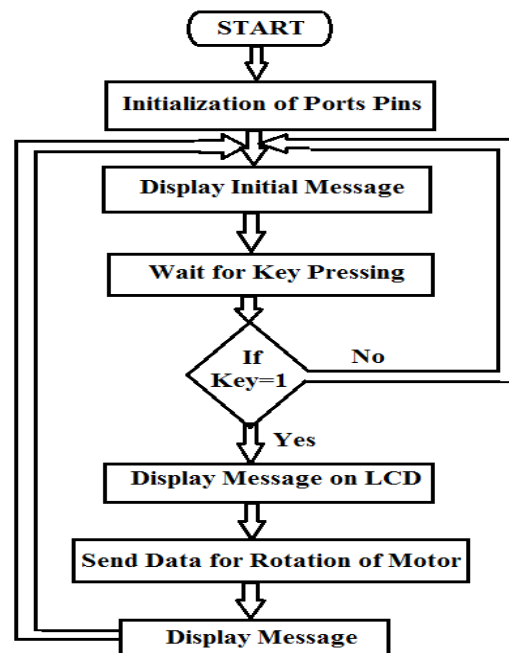 START
Initialization of Ports Pins
Display Initial Message
Wait for Key Pressing
If
Key=1
No
Yes
Display Message on LCD
Send Data for Rotation of Motor
Display Message